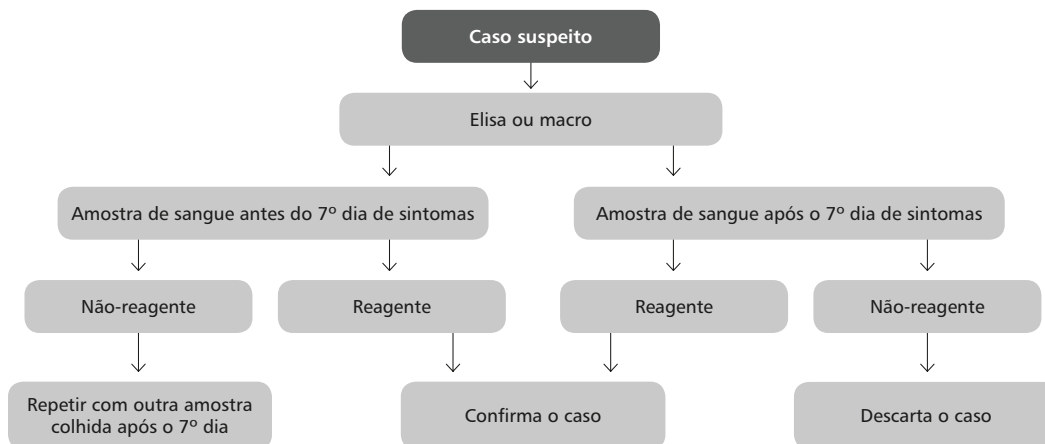 Caso suspeito
Elisa ou macro
Amostra de sangue antes do 7º dia de sintomas
Amostra de sangue após o 7º dia de sintomas
Não-reagente
Reagente
Reagente
Não-reagente
Repetir com outra amostra
colhida após o 7º dia
Confirma o caso
Descarta o caso